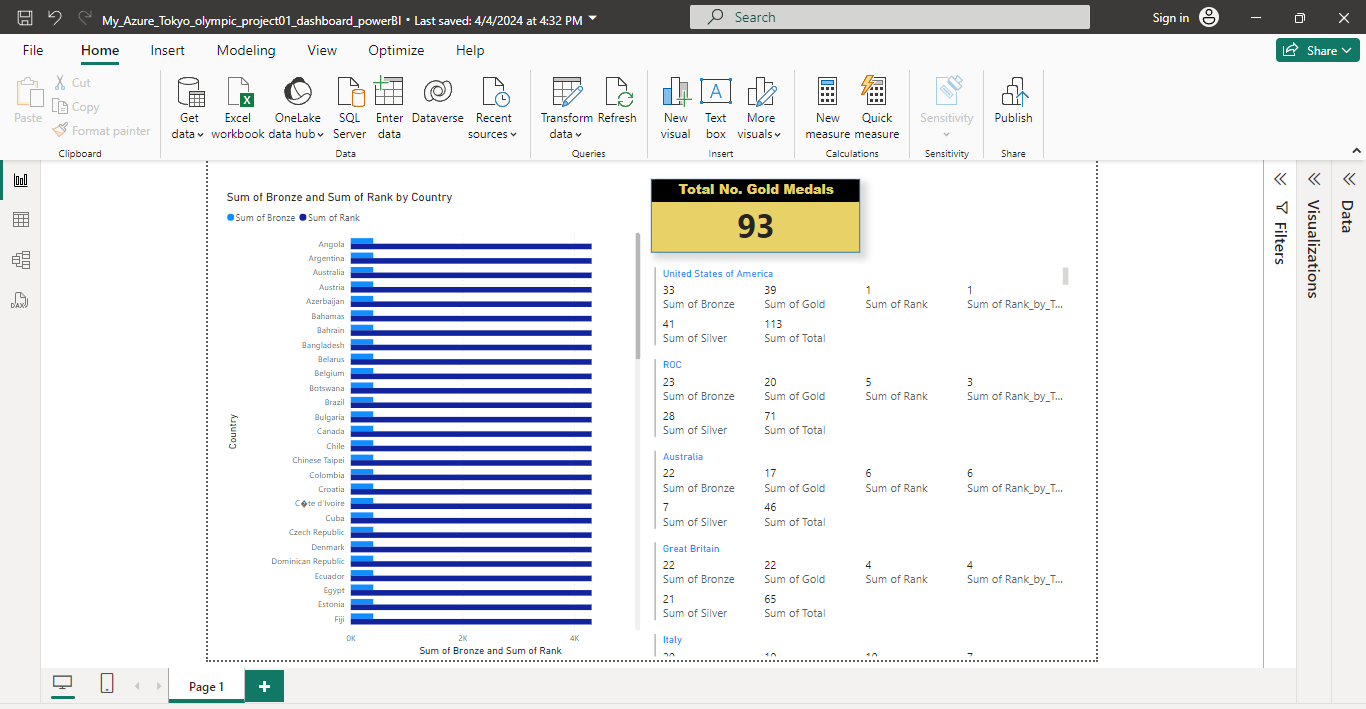 My_Azure_Tokyo_olympic_project01_dashboard_powerBI • Last saved: 4/4/2024 at 4:32 PM
Search
Sign in
File Home Insert Modeling View Optimize Help
Share
Paste
Cut
Copy
Format painter
Clipboard
Get data
Excel workbook
OneLake data hub
SQL Server
Enter data
Dataverse
Recent sources
Data
Transform data
Refresh
Queries
New visual
Text box
More visuals
Insert
New measure
Quick measure
Calculations
Sensitivity
Sensitivity
Publish
Share
Sum of Bronze and Sum of Rank by Country
Sum of Bronze Sum of Rank
Country
Angola
Argentina
Australia
Austria
Azerbaijan
Bahamas
Bahrain
Bangladesh
Belarus
Belgium
Botswana
Brazil
Bulgaria
Canada
Chile
Chinese Taipei
Colombia
Croatia
C�te d'Ivoire
Cuba
Czech Republic
Denmark
Dominican Republic
Ecuador
Egypt
Estonia
Fiji
0K 2K 4K
Sum of Bronze and Sum of Rank
Total No. Gold Medals
93
United States of America
33 39 1 1
Sum of Bronze Sum of Gold Sum of Rank Sum of Rank_by_T...
41 113
Sum of Silver Sum of Total
ROC
23 20 5 3
Sum of Bronze Sum of Gold Sum of Rank Sum of Rank_by_T...
28 71
Sum of Silver Sum of Total
Australia
22 17 6 6
Sum of Bronze Sum of Gold Sum of Rank Sum of Rank_by_T...
7 46
Sum of Silver Sum of Total
Great Britain
22 22 4 4
Sum of Bronze Sum of Gold Sum of Rank Sum of Rank_by_T...
21 65
Sum of Silver Sum of Total
Italy
Filters
Visualizations
Data
DAX
Page 1